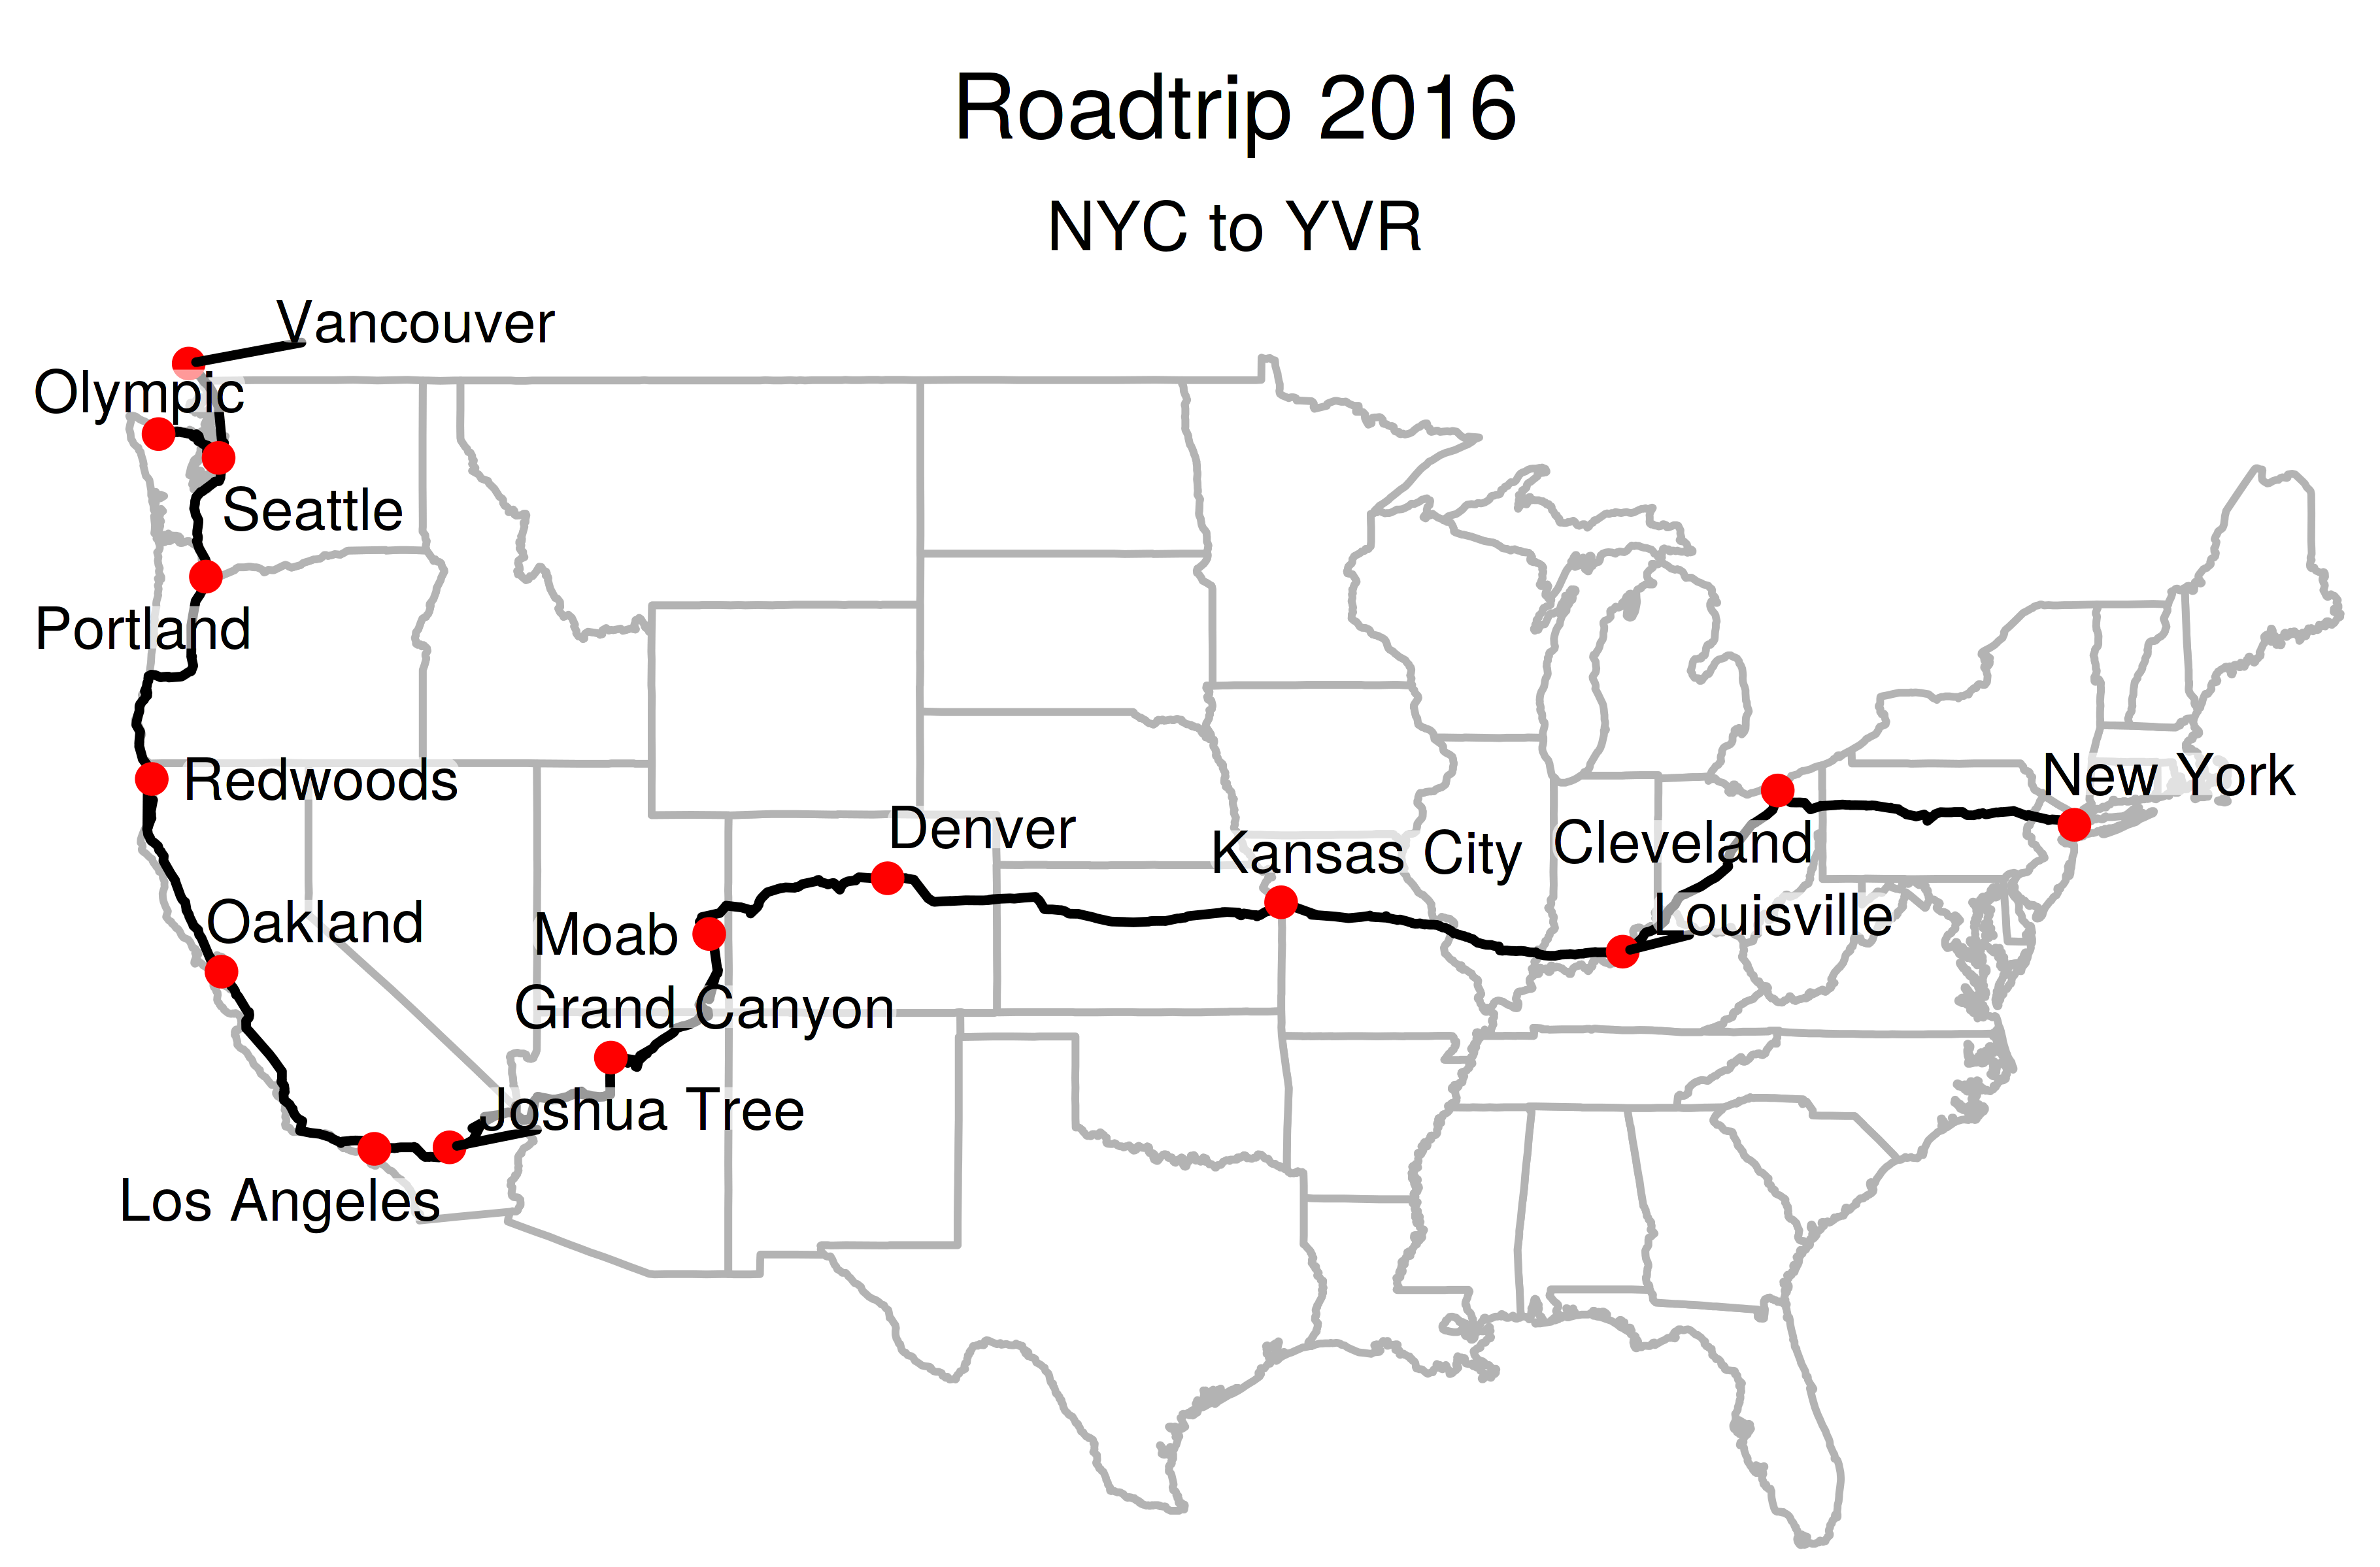 Roadtrip 2016
NYC to YVR
Vancouver
Olympic
Seattle
Portland
Redwoods
New York
Denver
Kansas City
Cleveland
Oakland
Moab
Louisville
Grand Canyon
Joshua Tree
Los Angeles